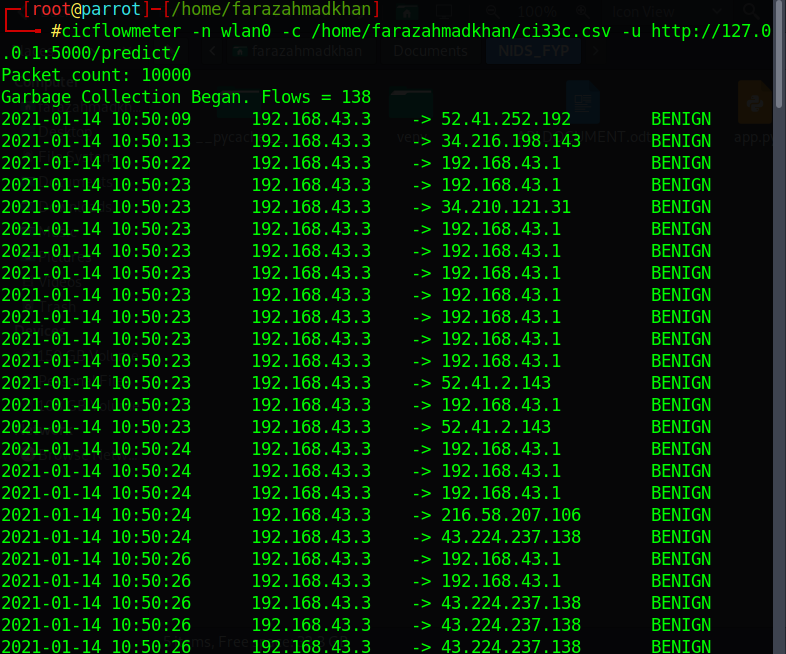 [root@parrot]─[/home/farazahmadkhan]
#cicflowmeter -n wlan0 -c /home/farazahmadkhan/ci33c.csv -u http://127.0
.0.1:5000/predict/
Packet count: 10000
Garbage Collection Began. Flows = 138
2021-01-14 10:50:09 192.168.43.3 -> 52.41.252.192 BENIGN
2021-01-14 10:50:13 192.168.43.3 -> 34.216.198.143 BENIGN
2021-01-14 10:50:22 192.168.43.3 -> 192.168.43.1 BENIGN
2021-01-14 10:50:23 192.168.43.3 -> 192.168.43.1 BENIGN
2021-01-14 10:50:23 192.168.43.3 -> 34.210.121.31 BENIGN
2021-01-14 10:50:23 192.168.43.3 -> 192.168.43.1 BENIGN
2021-01-14 10:50:23 192.168.43.3 -> 192.168.43.1 BENIGN
2021-01-14 10:50:23 192.168.43.3 -> 192.168.43.1 BENIGN
2021-01-14 10:50:23 192.168.43.3 -> 192.168.43.1 BENIGN
2021-01-14 10:50:23 192.168.43.3 -> 192.168.43.1 BENIGN
2021-01-14 10:50:23 192.168.43.3 -> 192.168.43.1 BENIGN
2021-01-14 10:50:23 192.168.43.3 -> 192.168.43.1 BENIGN
2021-01-14 10:50:23 192.168.43.3 -> 52.41.2.143 BENIGN
2021-01-14 10:50:23 192.168.43.3 -> 192.168.43.1 BENIGN
2021-01-14 10:50:23 192.168.43.3 -> 52.41.2.143 BENIGN
2021-01-14 10:50:24 192.168.43.3 -> 192.168.43.1 BENIGN
2021-01-14 10:50:24 192.168.43.3 -> 192.168.43.1 BENIGN
2021-01-14 10:50:24 192.168.43.3 -> 192.168.43.1 BENIGN
2021-01-14 10:50:24 192.168.43.3 -> 216.58.207.106 BENIGN
2021-01-14 10:50:24 192.168.43.3 -> 43.224.237.138 BENIGN
2021-01-14 10:50:26 192.168.43.3 -> 192.168.43.1 BENIGN
2021-01-14 10:50:26 192.168.43.3 -> 192.168.43.1 BENIGN
2021-01-14 10:50:26 192.168.43.3 -> 43.224.237.138 BENIGN
2021-01-14 10:50:26 192.168.43.3 -> 43.224.237.138 BENIGN
2021-01-14 10:50:26 192.168.43.3 -> 43.224.237.138 BENIGN
farazahmadkhan Documents NIDS_FYP
Icon View